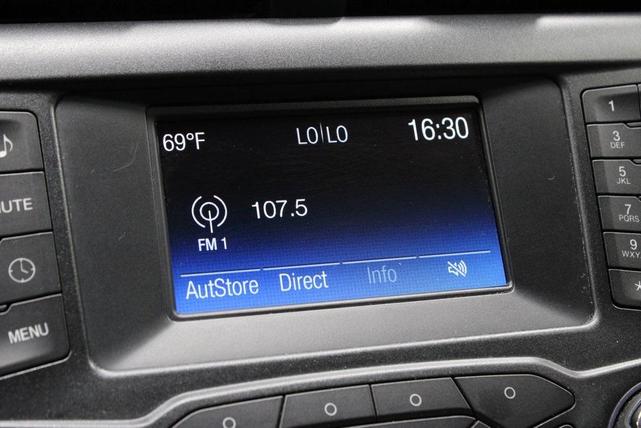 69°F LO|LO 16:30
107.5
FM 1
AutStore Direct Info
MUTE
MENU
1
3 DEF
5 JKL
7 PQRS
9 WXY
*